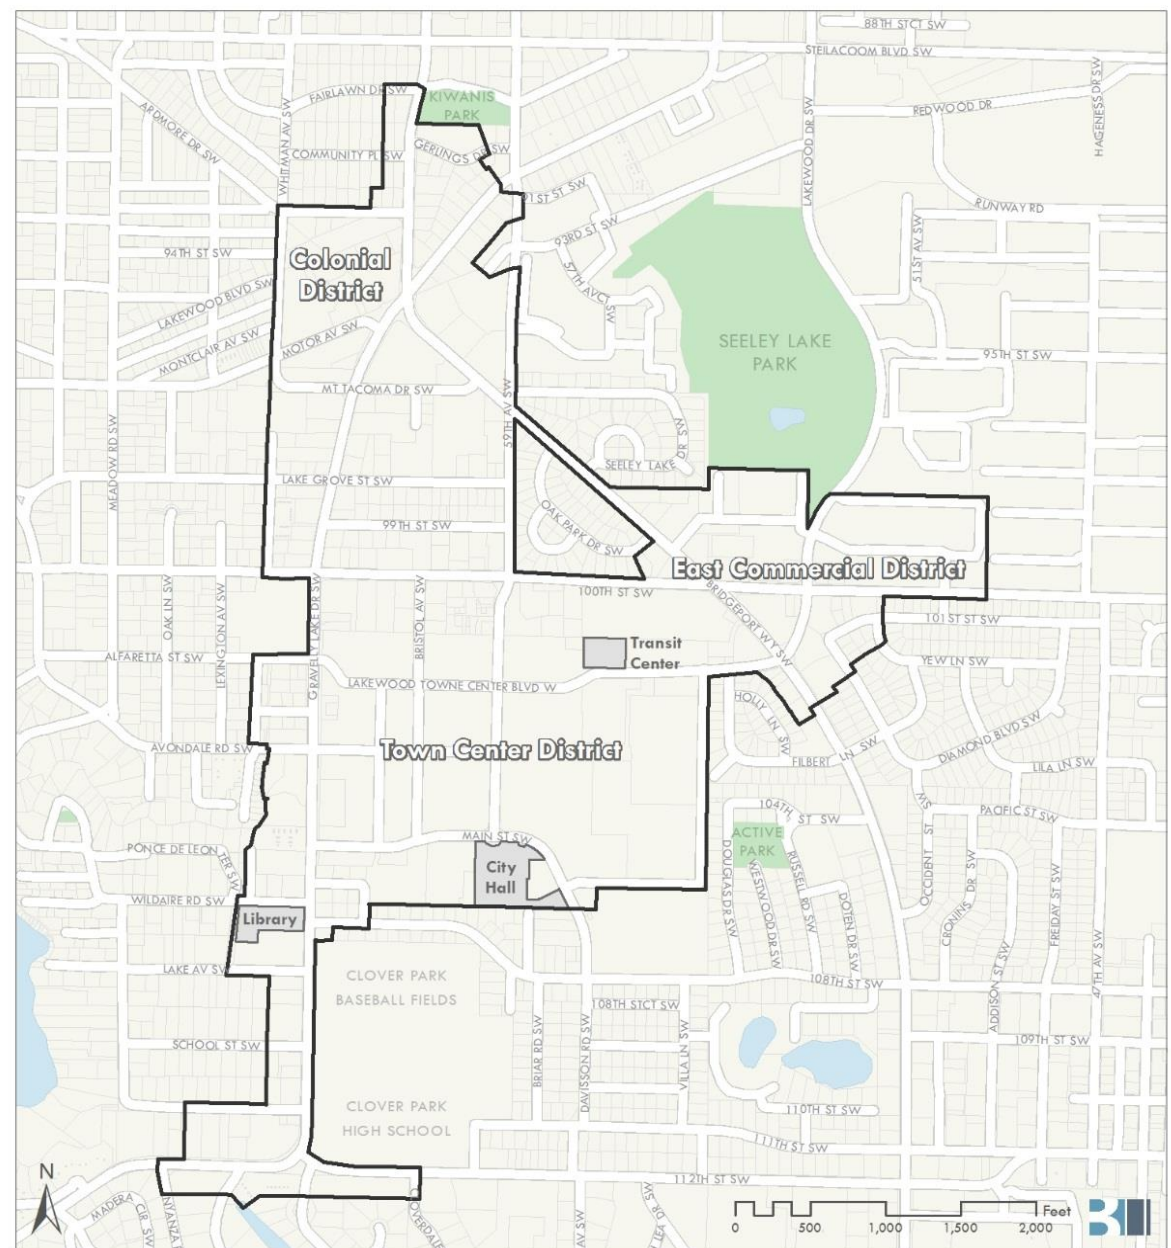 88TH STCT SW
STEILACOOM BLVD SW
FAIRLAWN DR SW
KIWANIS
PARK
ARDMORE DR SW
WHITMAN AV SW
REDWOOD DR
HAGENESS DR SW
COMMUNITY PL SW
GERLINGS DR SW
LAKEWOOD DR SW
91ST ST SW
RUNWAY RD
93RD ST SW
94TH ST SW
51ST AV SW
Colonial
District
57TH AVCT SW
LAKEWOOD BLVD SW
MONTCLAIR AV SW
MOTOR AV SW
SEELEY LAKE
PARK
95TH ST SW
MT TACOMA DR SW
59TH AV SW
MEADOW RD SW
SEELEY LAKE DR SW
LAKE GROVE ST SW
OAK PARK DR SW
99TH ST SW
East Commercial District
100TH ST SW
BRIDGEPORT WY SW
OAK LN SW
LEXINGTON AV SW
GRAVELLY LAKE DR SW
BRISTOL AV SW
101ST ST SW
Transit
Center
ALFARETTA ST SW
YEW LN SW
LAKEWOOD TOWNE CENTER BLVD W
HOLLY LN SW
AVONDALE RD SW
Town Center District
DIAMOND BLVD SW
FILBERT LN SW
LILA LN SW
104TH ST SW
PACIFIC ST SW
MAIN ST SW
ACTIVE
PARK
PONCE DE LEON TER SW
City
Hall
DOUGLAS DR SW
WESTWOOD DR SW
RUSSELL RD SW
DOTEN DR SW
OCCIDENT ST SW
CRONINS DR SW
FREIDAY ST SW
WILDAIRE RD SW
Library
LAKE AV SW
CLOVER PARK
BASEBALL FIELDS
108TH ST SW
108TH STCT SW
ADDISON ST SW
47TH AV SW
SCHOOL ST SW
BRIAR RD SW
DAVISSON RD SW
VILLA LN SW
109TH ST SW
CLOVER PARK
HIGH SCHOOL
110TH ST SW
111TH ST SW
112TH ST SW
N
MADERA
CIR SW
NYANZA
AV SW
DR SW
0 500 1,000 1,500 2,000
Feet